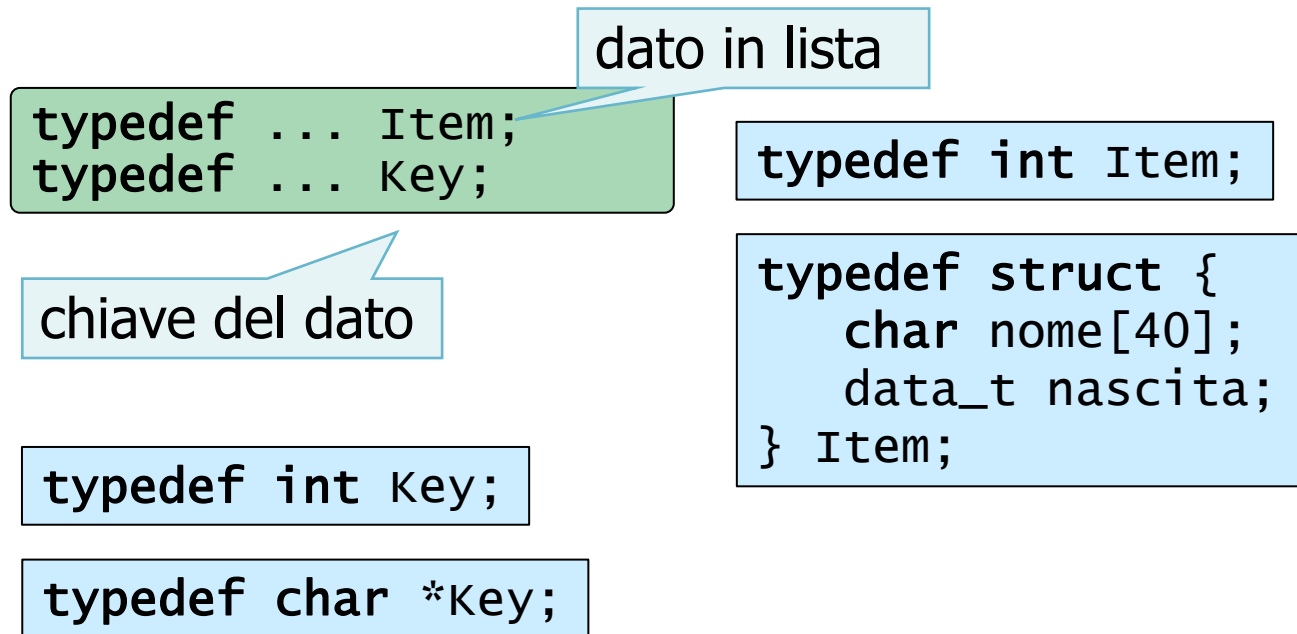 dato in lista
typedef ... Item;
typedef ... Key;
chiave del dato
typedef int Item;
typedef struct {
char nome[40];
data_t nascita;
} Item;
typedef int Key;
typedef char *Key;